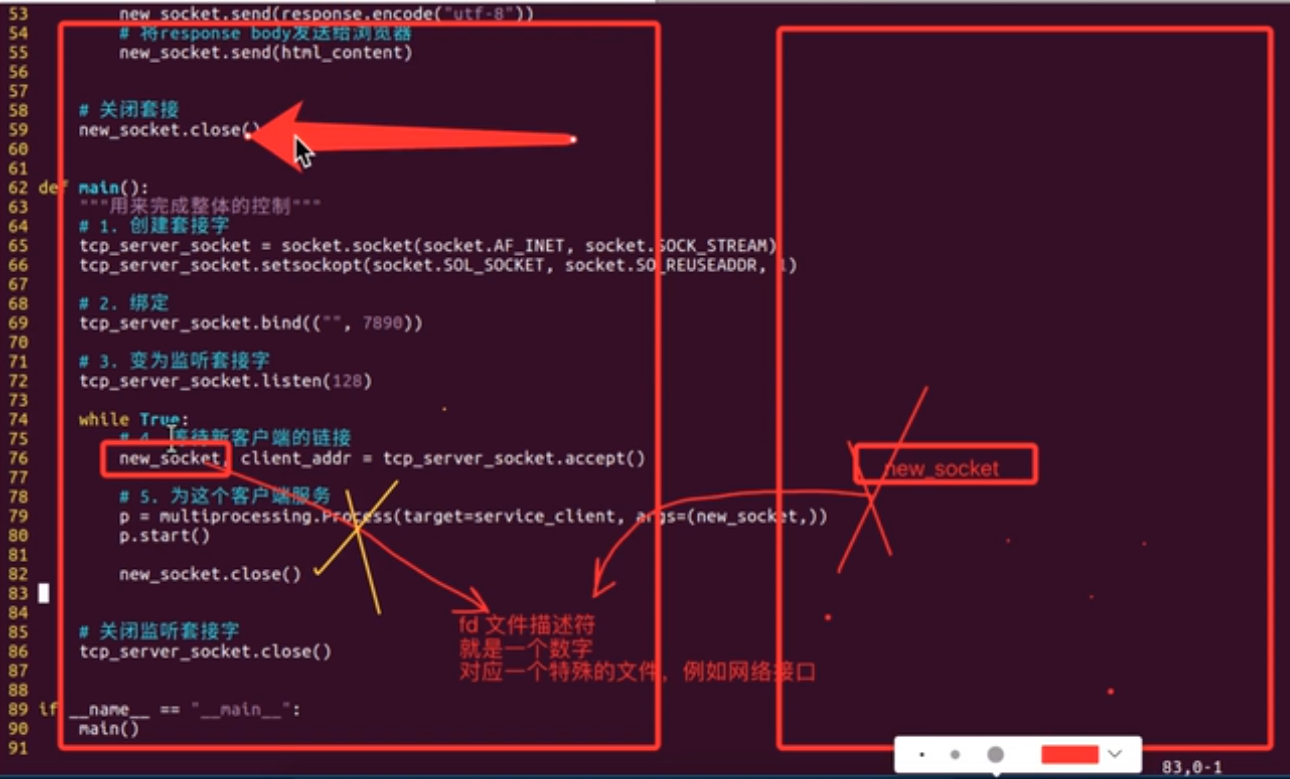 53 new_socket.send(response.encode("utf-8"))
54 # 将response body发送给浏览器
55 new_socket.send(html_content)
56
57
58 # 关闭套接
59 new_socket.close()
60
61
62 def main():
63 """用来完成整体的控制"""
64 # 1. 创建套接字
65 tcp_server_socket = socket.socket(socket.AF_INET, socket.SOCK_STREAM)
66 tcp_server_socket.setsockopt(socket.SOL_SOCKET, socket.SO_REUSEADDR, 1)
67
68 # 2. 绑定
69 tcp_server_socket.bind(("", 7890))
70
71 # 3. 变为监听套接字
72 tcp_server_socket.listen(128)
73
74 while True:
75 # 4. 等待新客户端的链接
76 new_socket, client_addr = tcp_server_socket.accept()
new_socket
77
78 # 5. 为这个客户端服务
79 p = multiprocessing.Process(target=service_client, args=(new_socket,))
80 p.start()
81
82 new_socket.close()
83
84
fd 文件描述符
85 # 关闭监听套接字
就是一个数字
86 tcp_server_socket.close()
对应一个特殊的文件，例如网络接口
87
88
89 if __name__ == "__main__":
90 main()
91
83,0-1